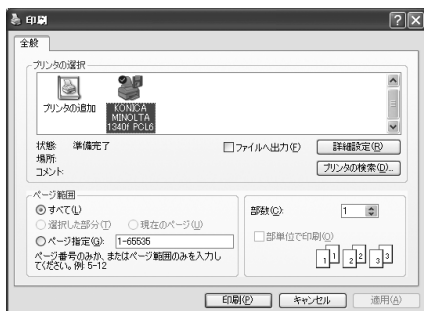 印刷
全般
プリンタの選択
プリンタの追加
KONICA
MINOLTA
1340f PCL6
状態: 準備完了
場所:
コメント:
ファイルへ出力(F)
詳細設定(R)
プリンタの検索(D)...
ページ範囲
すべて(L)
選択した部分(T)
現在のページ(U)
ページ指定(G): 1-65535
ページ番号のみか、またはページ範囲のみを入力し
てください。例: 5-12
部数(C): 1
部単位で印刷(O)
1 1 2 2 3 3
印刷(P)
キャンセル
適用(A)